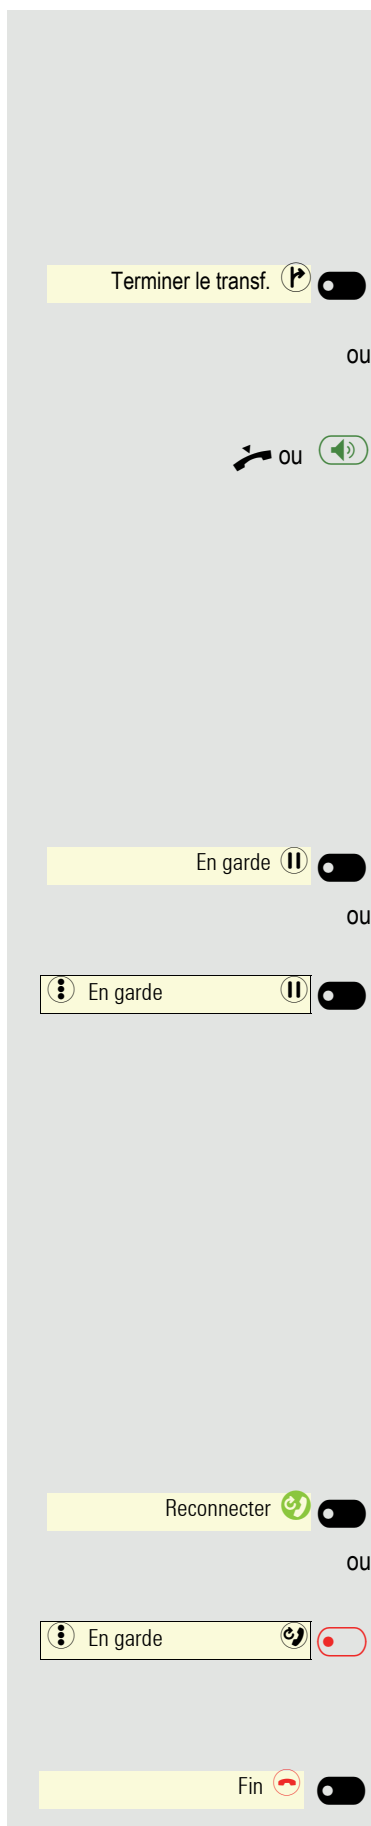 Terminer le transf.
ou
ou
En garde
ou
En garde
Reconnecter
ou
En garde
Fin